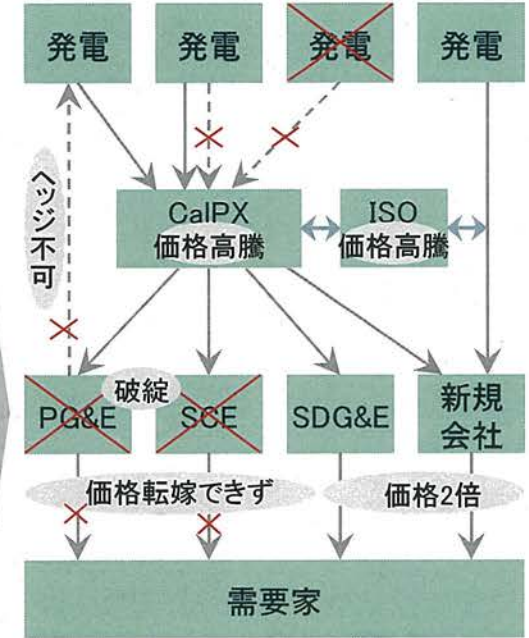 発電
発電
発電
発電
ヘッジ不可
CalPX
価格高騰
ISO
価格高騰
破綻
PG&E
SCE
SDG&E
新規
会社
価格転嫁できず
価格2倍
需要家